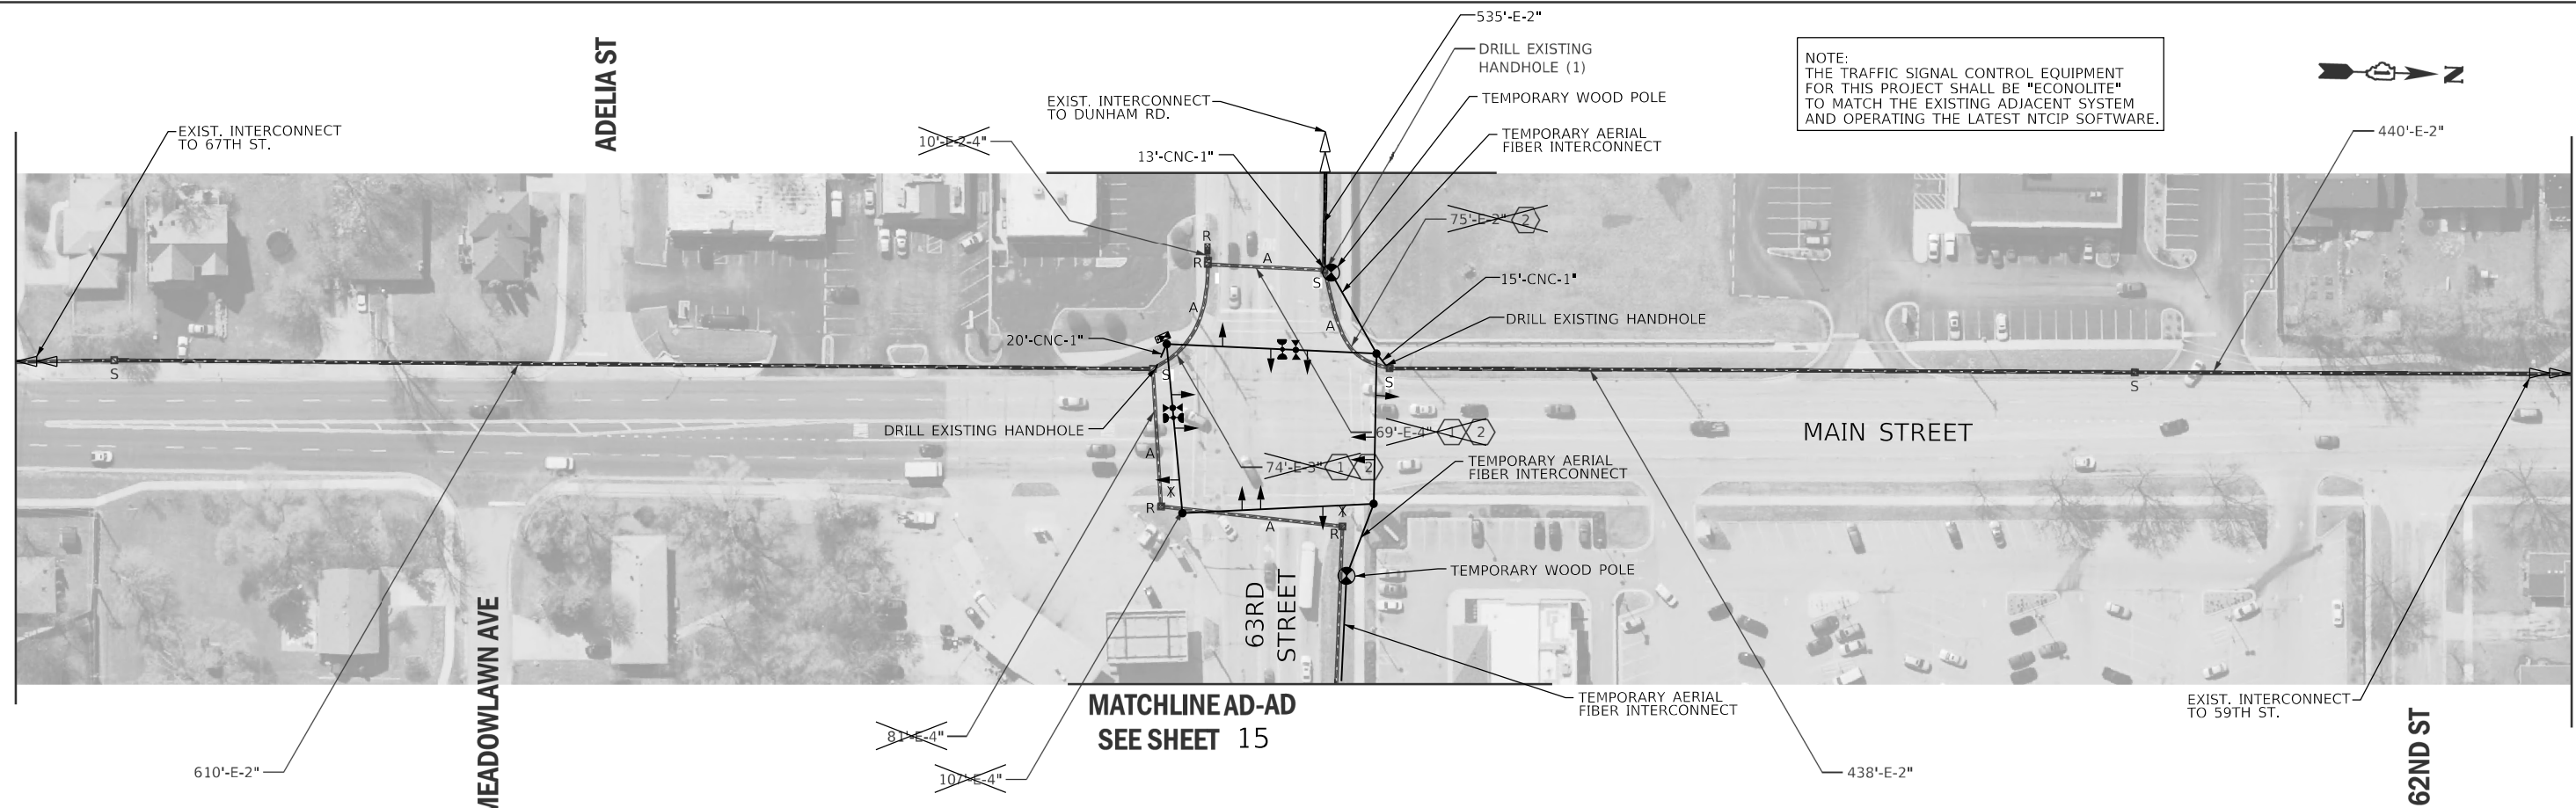 535'-E-2"
DRILL EXISTING
HANDHOLE (1)
TEMPORARY WOOD POLE
TEMPORARY AERIAL
FIBER INTERCONNECT
NOTE:
THE TRAFFIC SIGNAL CONTROL EQUIPMENT
FOR THIS PROJECT SHALL BE "ECONOLITE"
TO MATCH THE EXISTING ADJACENT SYSTEM
AND OPERATING THE LATEST NTCIP SOFTWARE.
N
ADELIA ST
EXIST. INTERCONNECT
TO 67TH ST.
EXIST. INTERCONNECT
TO DUNHAM RD.
10'-E-2-4"
13'-CNC-1"
440'-E-2"
75'-E-2" 2
R
R
A
S
A
A
15'-CNC-1"
DRILL EXISTING HANDHOLE
20'-CNC-1"
S
S
S
S
DRILL EXISTING HANDHOLE
69'-E-4" 1 2
MAIN STREET
A
74'-E-3" 1 2
TEMPORARY AERIAL
FIBER INTERCONNECT
R
A
R
TEMPORARY WOOD POLE
63RD
STREET
MEADOWLAWN AVE
TEMPORARY AERIAL
FIBER INTERCONNECT
EXIST. INTERCONNECT
TO 59TH ST.
MATCHLINE AD-AD
SEE SHEET 15
81'-E-4"
107'-E-4"
610'-E-2"
438'-E-2"
62ND ST